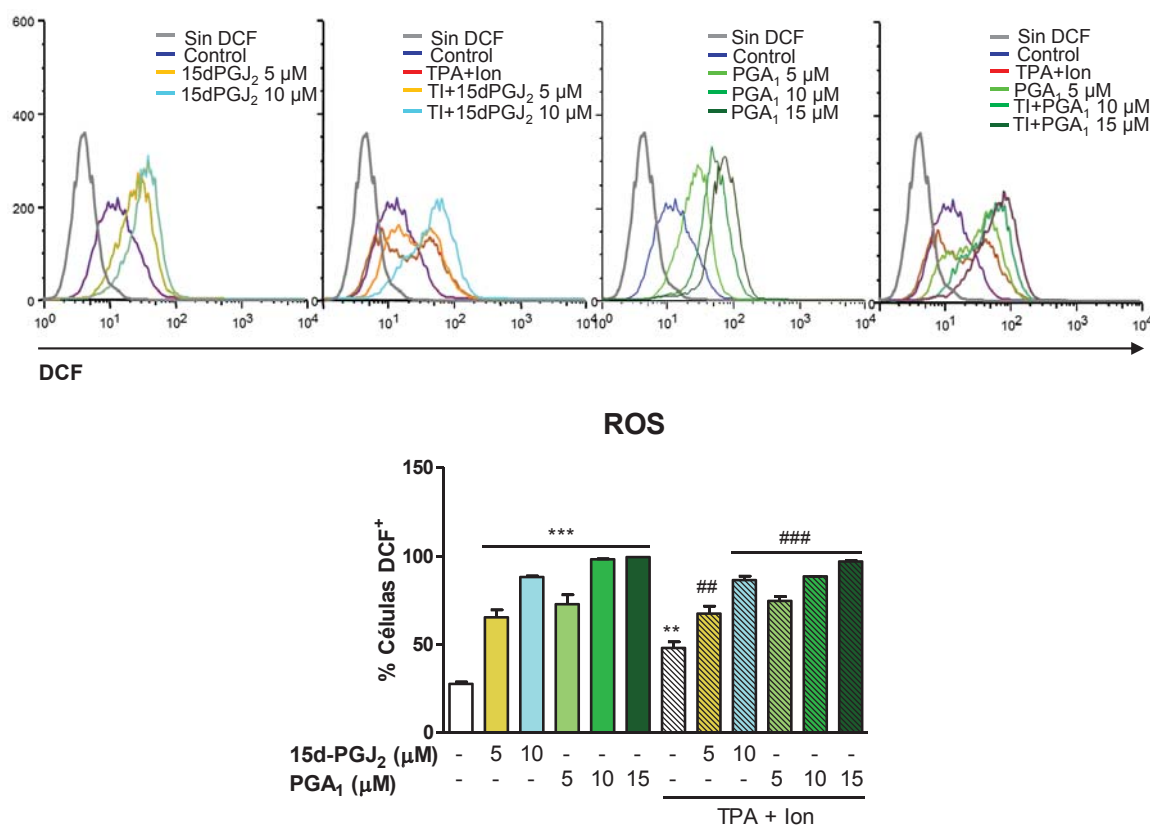 600
400
200
0
Sin DCF
Control
15dPGJ₂ 5 µM
15dPGJ₂ 10 µM
10⁰ 10¹ 10² 10³ 10⁴
Sin DCF
Control
TPA+Ion
TI+15dPGJ₂ 5 µM
TI+15dPGJ₂ 10 µM
10¹ 10² 10³ 10⁴
Sin DCF
Control
PGA₁ 5 µM
PGA₁ 10 µM
PGA₁ 15 µM
10⁰ 10¹ 10² 10³ 10⁴
Sin DCF
Control
TPA+Ion
PGA₁ 5 µM
TI+PGA₁ 10 µM
TI+PGA₁ 15 µM
10¹ 10² 10³ 10⁴
DCF
ROS
% Células DCF⁺
150
100
50
0
***
**
##
###
15d-PGJ₂ (µM) - 5 10 - - - - 5 10 - - -
PGA₁ (µM) - - - 5 10 15 - - - 5 10 15
TPA + Ion